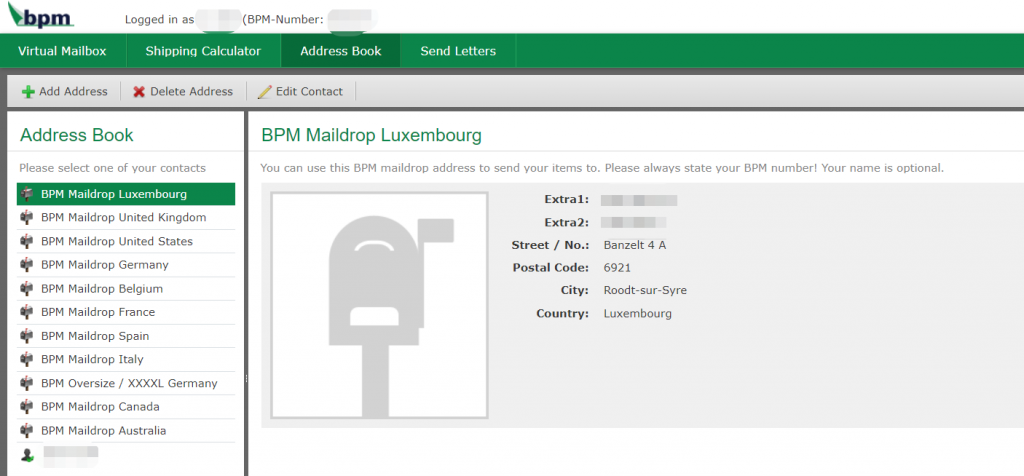 bpm
Logged in as (BPM-Number:
Virtual Mailbox Shipping Calculator Address Book Send Letters
Add Address Delete Address Edit Contact
Address Book
Please select one of your contacts
BPM Maildrop Luxembourg
BPM Maildrop United Kingdom
BPM Maildrop United States
BPM Maildrop Germany
BPM Maildrop Belgium
BPM Maildrop France
BPM Maildrop Spain
BPM Maildrop Italy
BPM Oversize / XXXXL Germany
BPM Maildrop Canada
BPM Maildrop Australia
BPM Maildrop Luxembourg
You can use this BPM maildrop address to send your items to. Please always state your BPM number! Your name is optional.
Extra1:
Extra2:
Street / No.: Banzelt 4 A
Postal Code: 6921
City: Roodt-sur-Syre
Country: Luxembourg